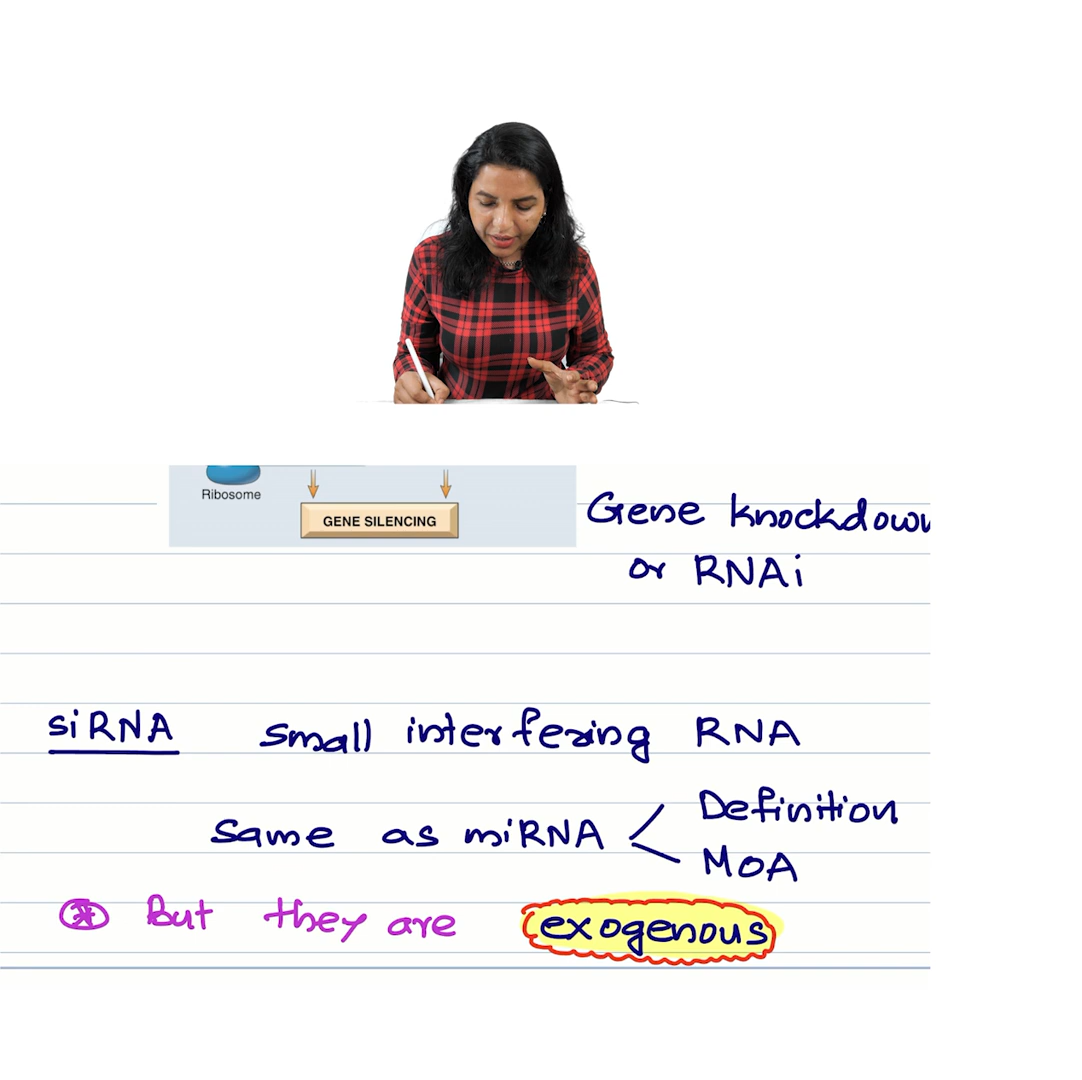 Ribosome
GENE SILENCING
Gene knockdown
or RNAi
siRNA small interfering RNA
same as miRNA < Definition
MOA
* But they are exogenous